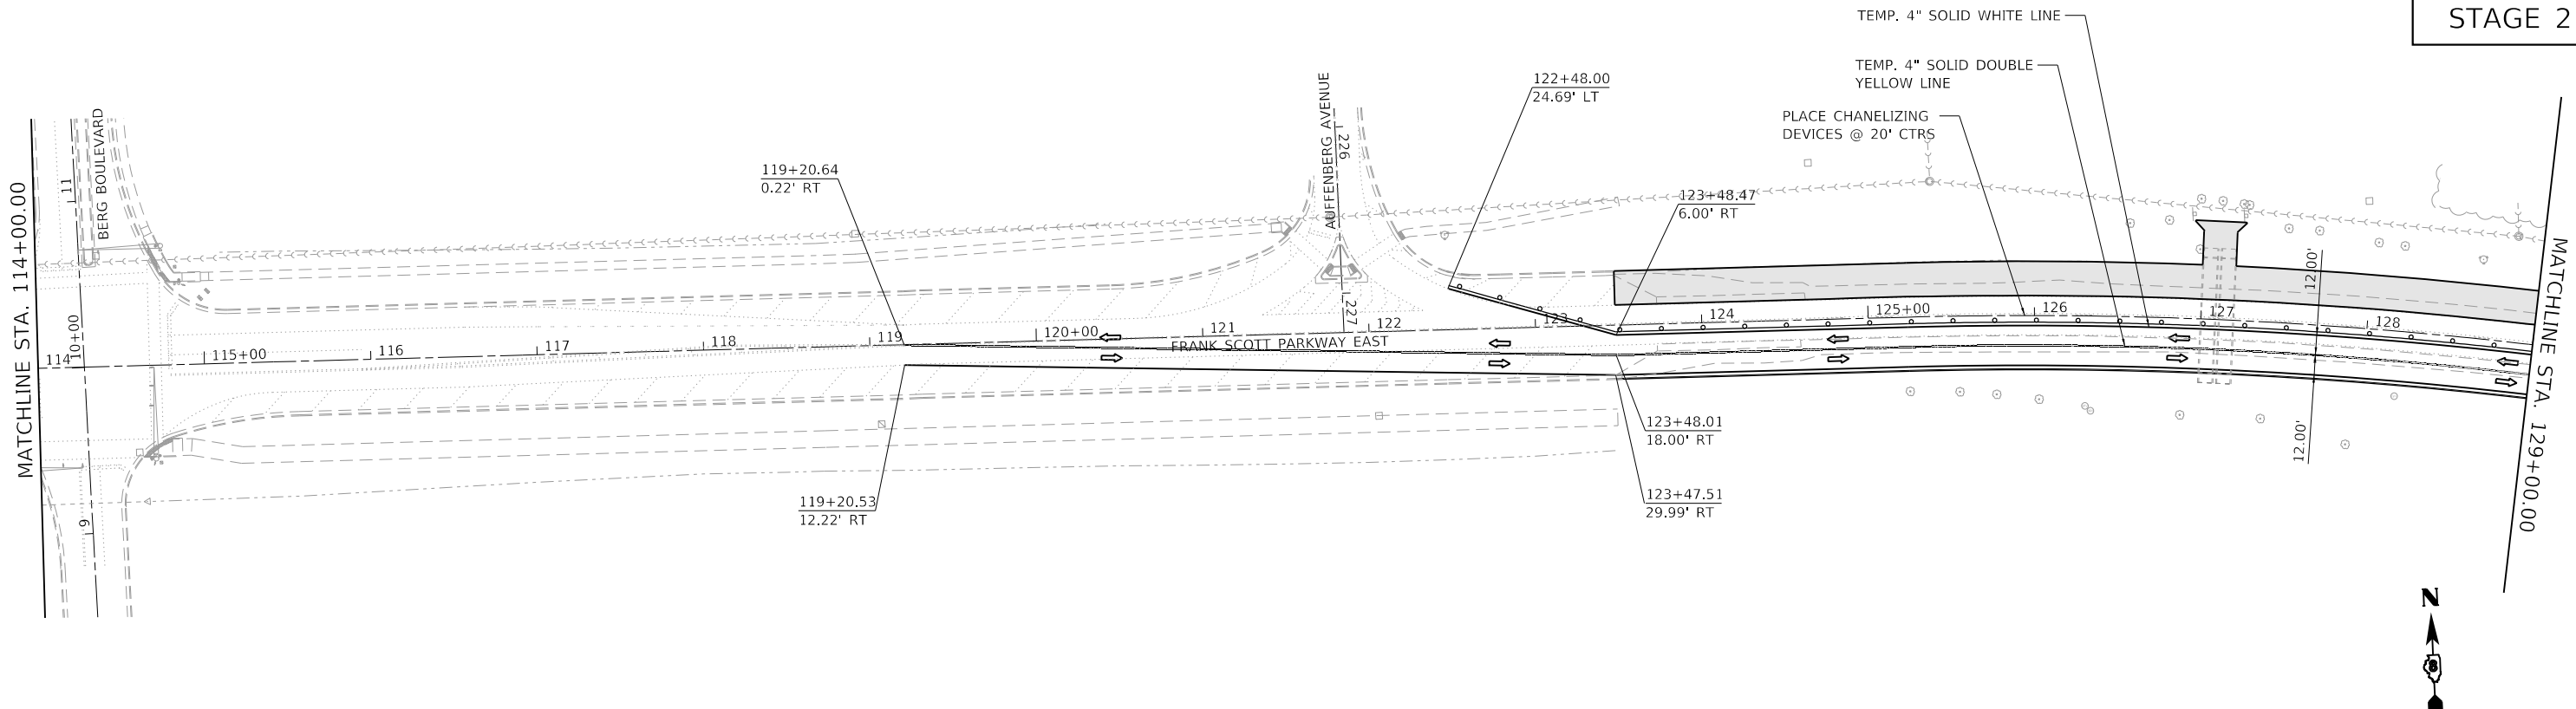 STAGE 2
TEMP. 4" SOLID WHITE LINE
TEMP. 4" SOLID DOUBLE
YELLOW LINE
PLACE CHANELIZING
DEVICES @ 20' CTRS
122+48.00
24.69' LT
119+20.64
0.22' RT
123+48.47
6.00' RT
MATCHLINE STA. 114+00.00
BERG BOULEVARD
11
10+00
9
AUFFENBERG AVENUE
226
227
114
115+00
116
117
118
119
120+00
121
122
123
124
125+00
126
127
128
FRANK SCOTT PARKWAY EAST
12.00'
12.00'
123+48.01
18.00' RT
123+47.51
29.99' RT
119+20.53
12.22' RT
MATCHLINE STA. 129+00.00
N
8